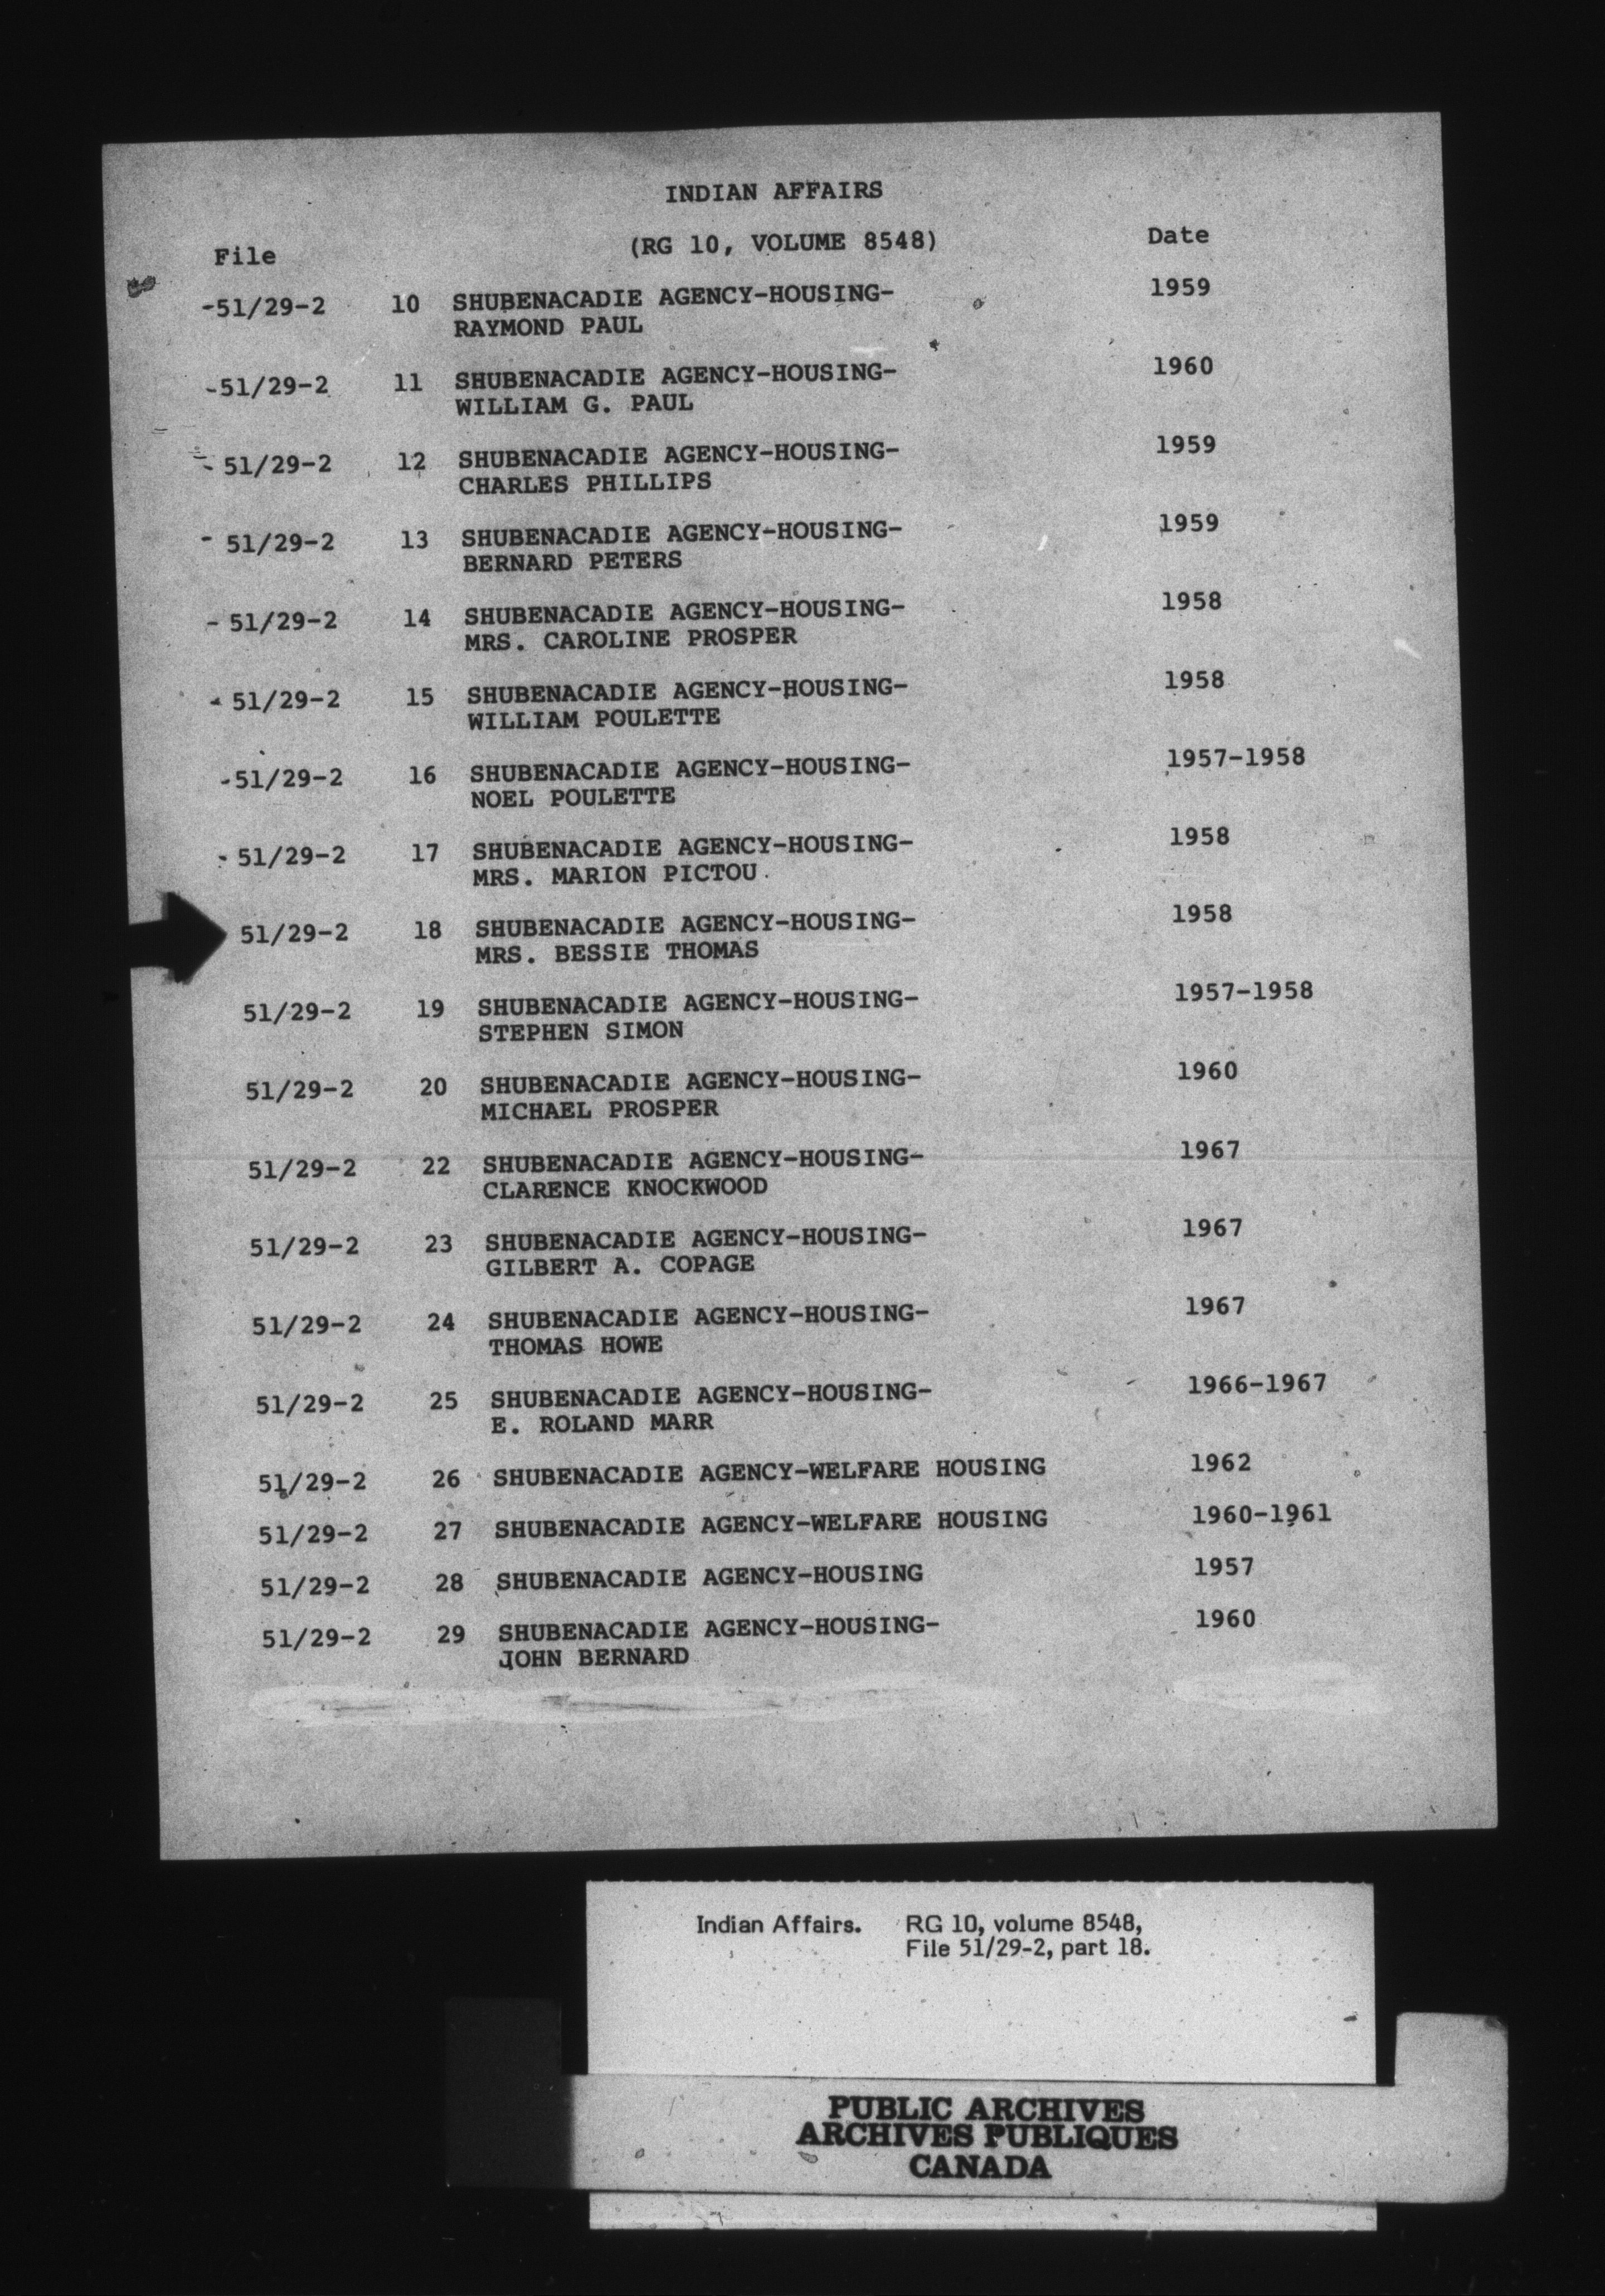 INDIAN AFFAIRS
File (RG 10, VOLUME 8548) Date
-51/29-2 10 SHUBENACADIE AGENCY-HOUSING- 1959
RAYMOND PAUL
-51/29-2 11 SHUBENACADIE AGENCY-HOUSING- 1960
WILLIAM G. PAUL
- 51/29-2 12 SHUBENACADIE AGENCY-HOUSING- 1959
CHARLES PHILLIPS
- 51/29-2 13 SHUBENACADIE AGENCY-HOUSING- 1959
BERNARD PETERS
- 51/29-2 14 SHUBENACADIE AGENCY-HOUSING- 1958
MRS. CAROLINE PROSPER
- 51/29-2 15 SHUBENACADIE AGENCY-HOUSING- 1958
WILLIAM POULETTE
-51/29-2 16 SHUBENACADIE AGENCY-HOUSING- 1957-1958
NOEL POULETTE
- 51/29-2 17 SHUBENACADIE AGENCY-HOUSING- 1958
MRS. MARION PICTOU
51/29-2 18 SHUBENACADIE AGENCY-HOUSING- 1958
MRS. BESSIE THOMAS
51/29-2 19 SHUBENACADIE AGENCY-HOUSING- 1957-1958
STEPHEN SIMON
51/29-2 20 SHUBENACADIE AGENCY-HOUSING- 1960
MICHAEL PROSPER
51/29-2 22 SHUBENACADIE AGENCY-HOUSING- 1967
CLARENCE KNOCKWOOD
51/29-2 23 SHUBENACADIE AGENCY-HOUSING- 1967
GILBERT A. COPAGE
51/29-2 24 SHUBENACADIE AGENCY-HOUSING- 1967
THOMAS HOWE
51/29-2 25 SHUBENACADIE AGENCY-HOUSING- 1966-1967
E. ROLAND MARR
51/29-2 26 SHUBENACADIE AGENCY-WELFARE HOUSING 1962
51/29-2 27 SHUBENACADIE AGENCY-WELFARE HOUSING 1960-1961
51/29-2 28 SHUBENACADIE AGENCY-HOUSING 1957
51/29-2 29 SHUBENACADIE AGENCY-HOUSING- 1960
JOHN BERNARD
Indian Affairs. RG 10, volume 8548,
File 51/29-2, part 18.
PUBLIC ARCHIVES
ARCHIVES PUBLIQUES
CANADA